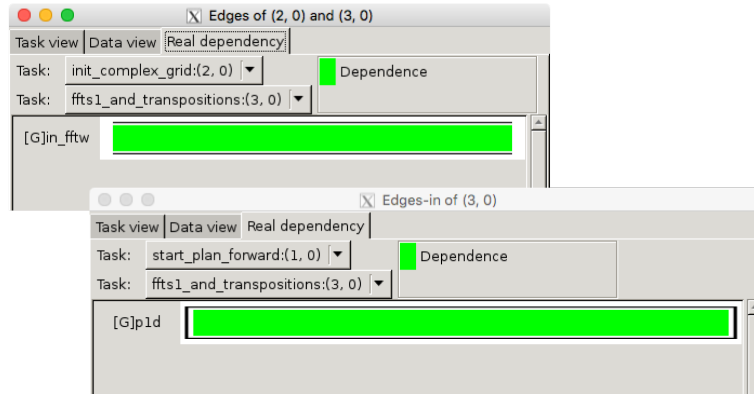 Edges of (2, 0) and (3, 0)
Task view Data view Real dependency
Task: init_complex_grid:(2, 0) Dependence
Task: ffts1_and_transpositions:(3, 0)
[G]in_fftw
Edges-in of (3, 0)
Task view Data view Real dependency
Task: start_plan_forward:(1, 0) Dependence
Task: ffts1_and_transpositions:(3, 0)
[G]p1d